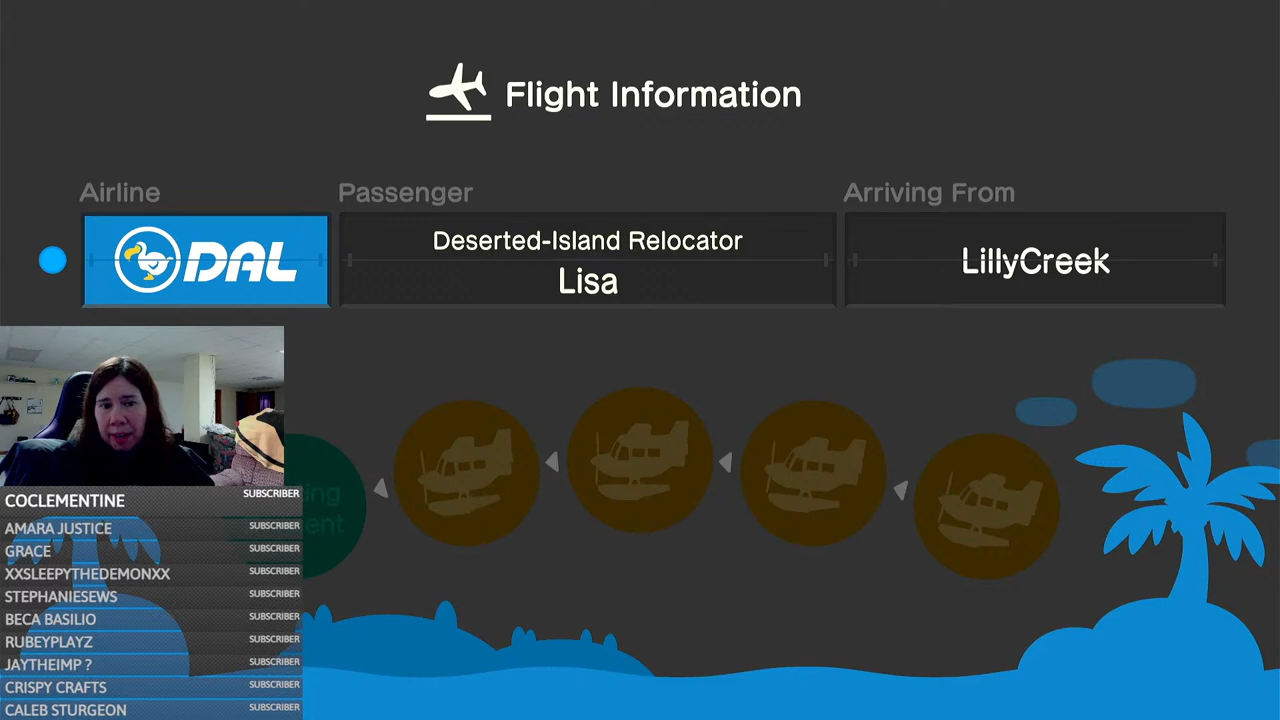 Flight Information
Airline
Passenger
Arriving From
DAL
Deserted-Island Relocator
Lisa
LillyCreek
COCLEMENTINE SUBSCRIBER
AMARA JUSTICE SUBSCRIBER
GRACE SUBSCRIBER
XXSLEEPYTHEDEMONXX SUBSCRIBER
STEPHANIESEWS SUBSCRIBER
BECA BASILIO SUBSCRIBER
RUBEYPLAYZ SUBSCRIBER
JAYTHEIMP ? SUBSCRIBER
CRISPY CRAFTS SUBSCRIBER
CALEB STURGEON SUBSCRIBER